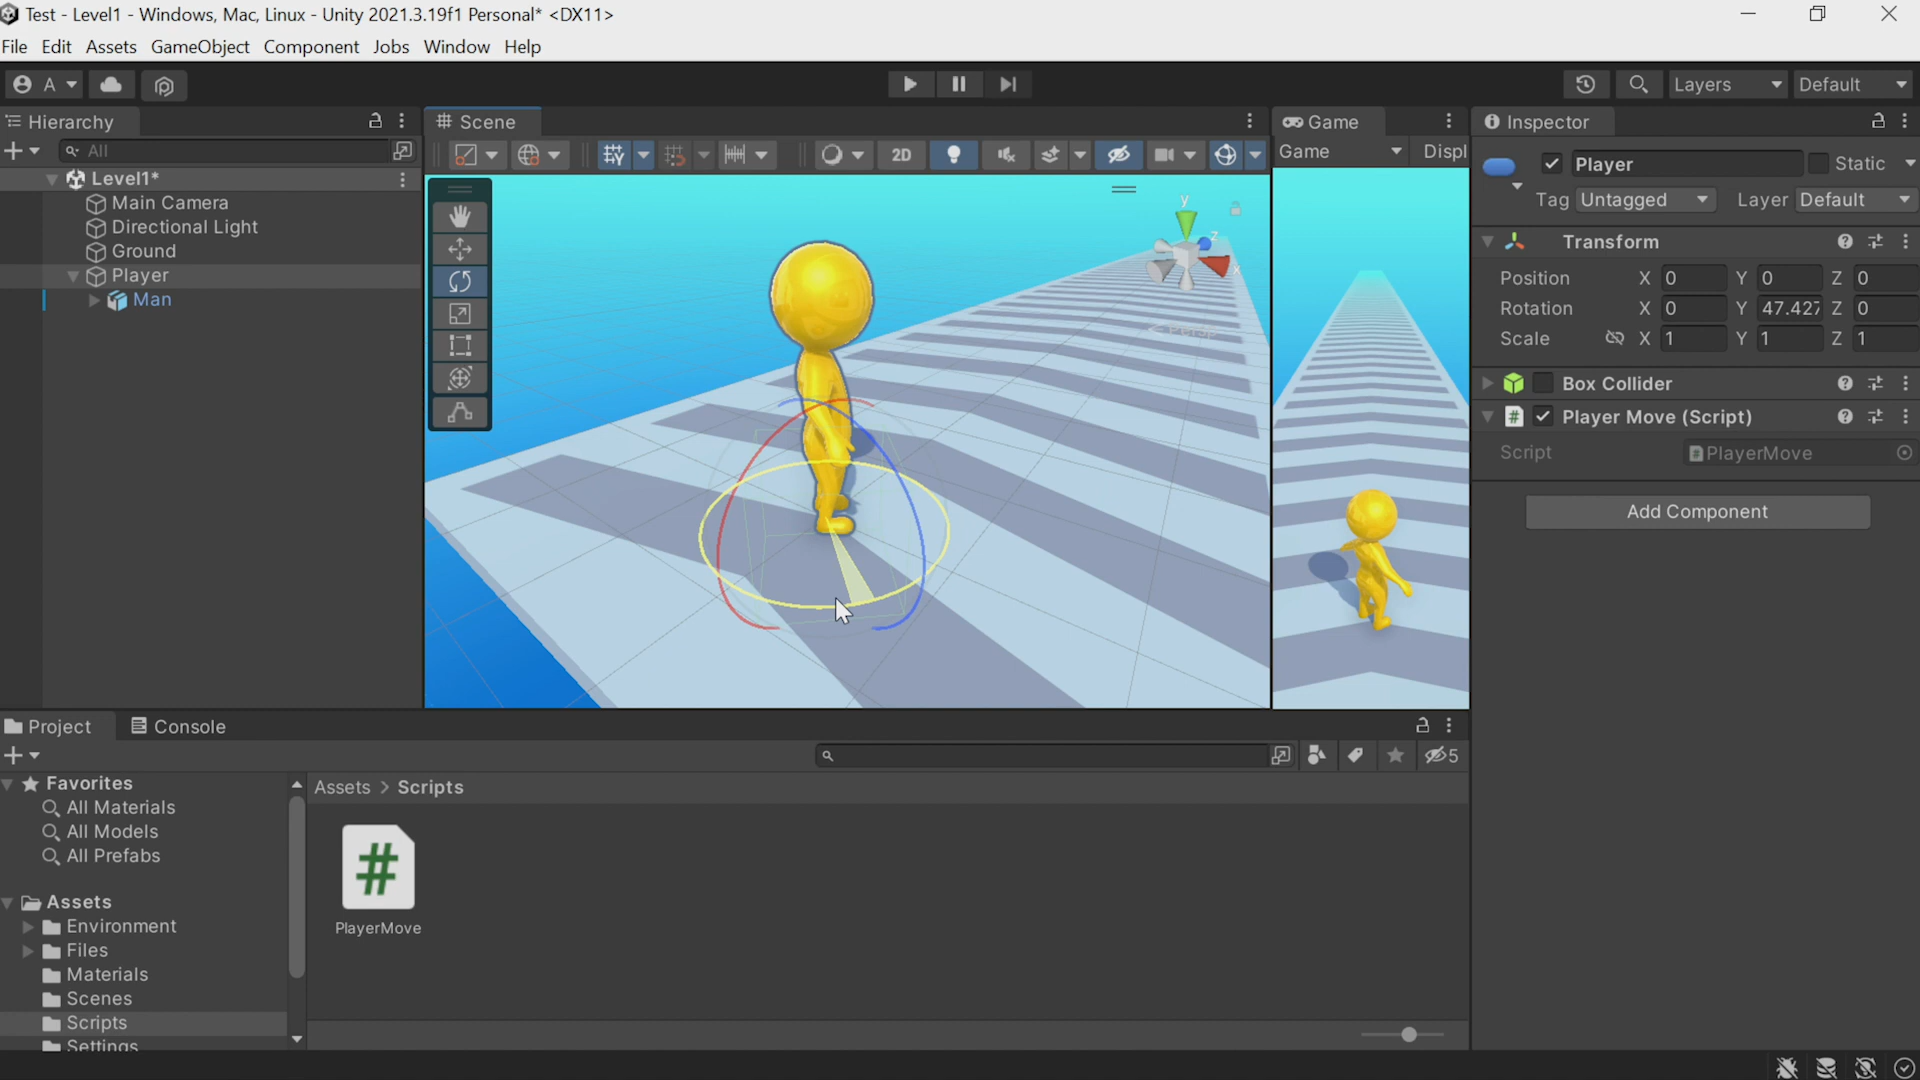 Test - Level1 - Windows, Mac, Linux - Unity 2021.3.19f1 Personal* <DX11>
File Edit Assets GameObject Component Jobs Window Help
A
Layers Default
Hierarchy
All
Level1*
Main Camera
Directional Light
Ground
Player
Man
Scene
2D
y
z
x
< Persp
Game
Game Displ
Inspector
Player Static
Tag Untagged Layer Default
Transform
Position X 0 Y 0 Z 0
Rotation X 0 Y 47.427 Z 0
Scale X 1 Y 1 Z 1
Box Collider
# Player Move (Script)
Script #PlayerMove
Add Component
Project Console
5
Favorites
All Materials
All Models
All Prefabs
Assets
Environment
Files
Materials
Scenes
Scripts
Settings
Assets > Scripts
#
PlayerMove